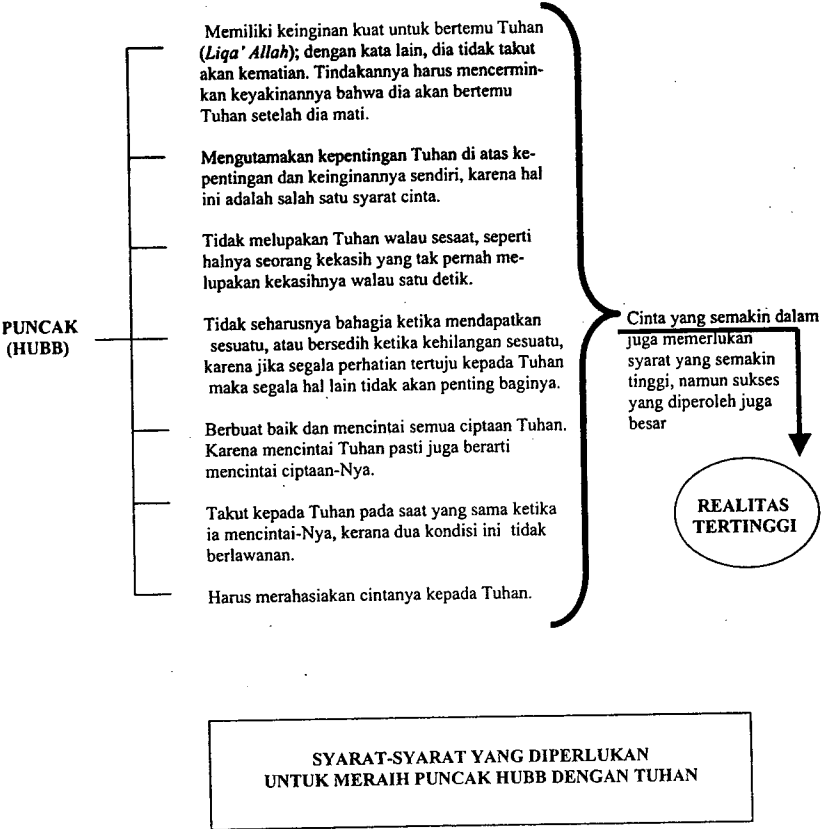 Memiliki keinginan kuat untuk bertemu Tuhan
(Liqa' Allah); dengan kata lain, dia tidak takut
akan kematian. Tindakannya harus mencermin-
kan keyakinannya bahwa dia akan bertemu
Tuhan setelah dia mati.
Mengutamakan kepentingan Tuhan di atas ke-
pentingan dan keinginannya sendiri, karena hal
ini adalah salah satu syarat cinta.
Tidak melupakan Tuhan walau sesaat, seperti
halnya seorang kekasih yang tak pernah me-
lupakan kekasihnya walau satu detik.
PUNCAK
(HUBB)
Tidak seharusnya bahagia ketika mendapatkan
sesuatu, atau bersedih ketika kehilangan sesuatu,
karena jika segala perhatian tertuju kepada Tuhan
maka segala hal lain tidak akan penting baginya.
Berbuat baik dan mencintai semua ciptaan Tuhan.
Karena mencintai Tuhan pasti juga berarti
mencintai ciptaan-Nya.
Takut kepada Tuhan pada saat yang sama ketika
ia mencintai-Nya, kerana dua kondisi ini tidak
berlawanan.
Harus merahasiakan cintanya kepada Tuhan.
Cinta yang semakin dalam
juga memerlukan
syarat yang semakin
tinggi, namun sukses
yang diperoleh juga
besar
REALITAS
TERTINGGI
SYARAT-SYARAT YANG DIPERLUKAN
UNTUK MERAIH PUNCAK HUBB DENGAN TUHAN